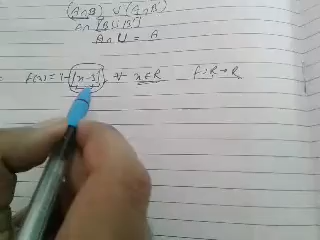 (A∩B) ∪ (A∩B')
A∩[B∪B']
A∩U = A
f(x) = 1-|x-3|, ∀ x∈R f:R→R